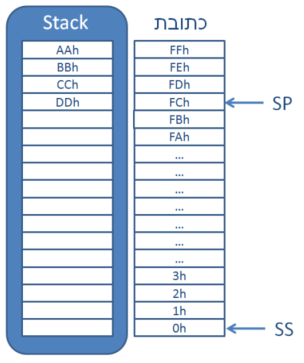 Stack כתובת
AAh FFh
BBh FEh
CCh FDh
DDh FCh SP
FBh
FAh
...
...
...
...
...
...
...
3h
2h
1h
0h SS